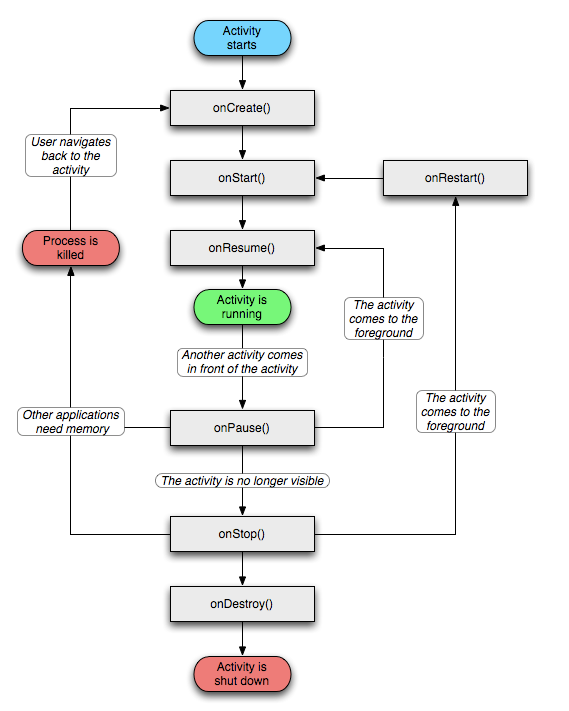 Activity
starts
onCreate()
User navigates
back to the
activity
onStart()
onRestart()
Process is
killed
onResume()
Activity is
running
The activity
comes to the
foreground
Another activity comes
in front of the activity
The activity
comes to the
foreground
Other applications
need memory
onPause()
The activity is no longer visible
onStop()
onDestroy()
Activity is
shut down